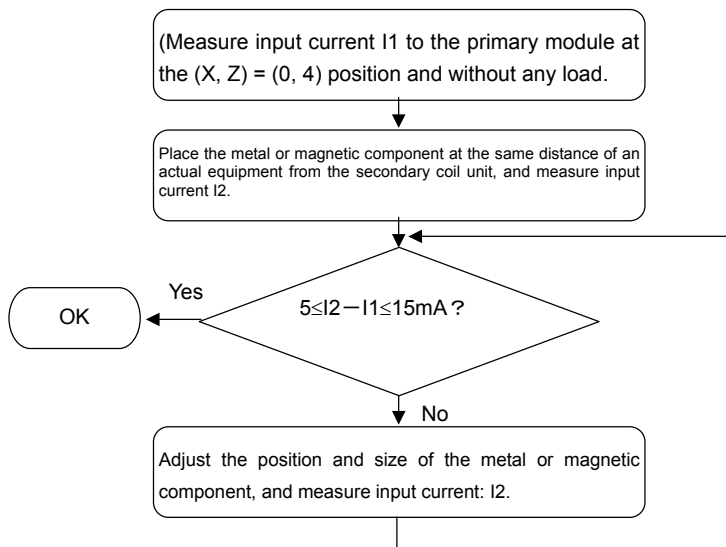 (Measure input current I1 to the primary module at
the (X, Z) = (0, 4) position and without any load.
Place the metal or magnetic component at the same distance of an
actual equipment from the secondary coil unit, and measure input
current I2.
Yes
OK
5≤I2－I1≤15mA？
No
Adjust the position and size of the metal or magnetic
component, and measure input current: I2.